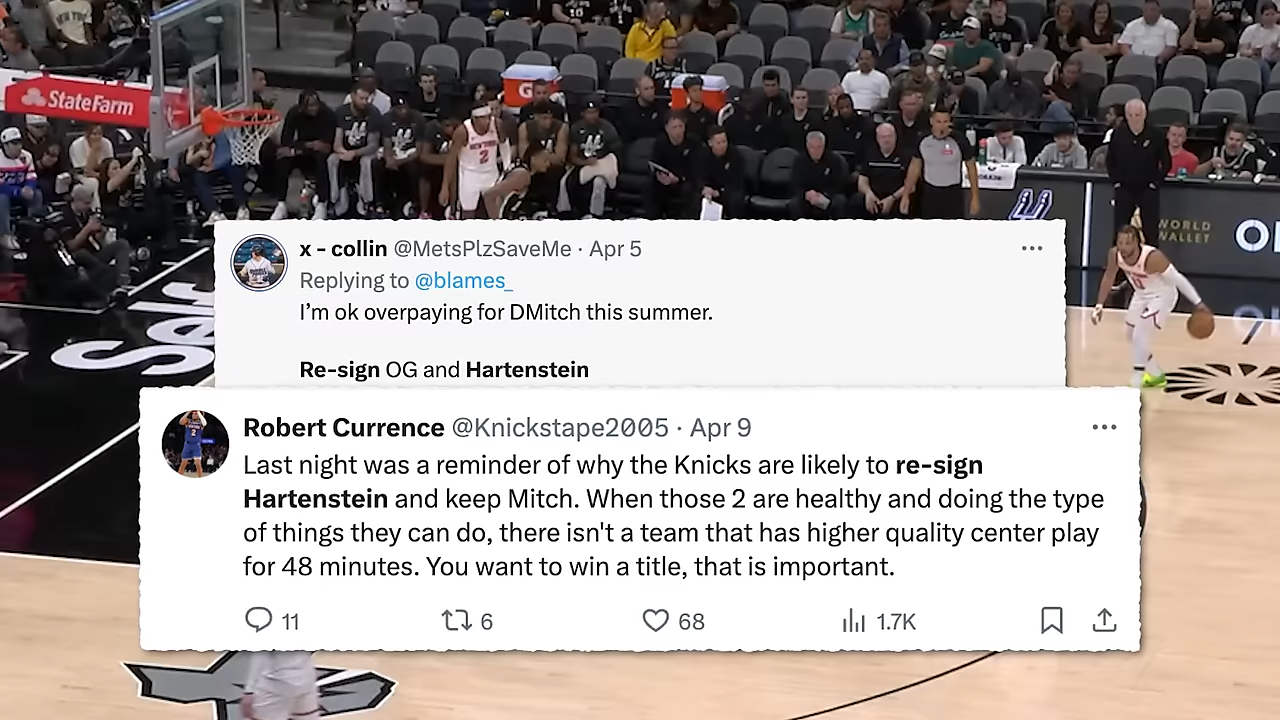 StateFarm
NEW YORK
2
WORLD
WALLET
x - collin @MetsPlzSaveMe · Apr 5
Replying to @blames_
I'm ok overpaying for DMitch this summer.
Re-sign OG and Hartenstein
Robert Currence @Knickstape2005 · Apr 9
Last night was a reminder of why the Knicks are likely to re-sign
Hartenstein and keep Mitch. When those 2 are healthy and doing the type
of things they can do, there isn't a team that has higher quality center play
for 48 minutes. You want to win a title, that is important.
11
6
68
1.7K